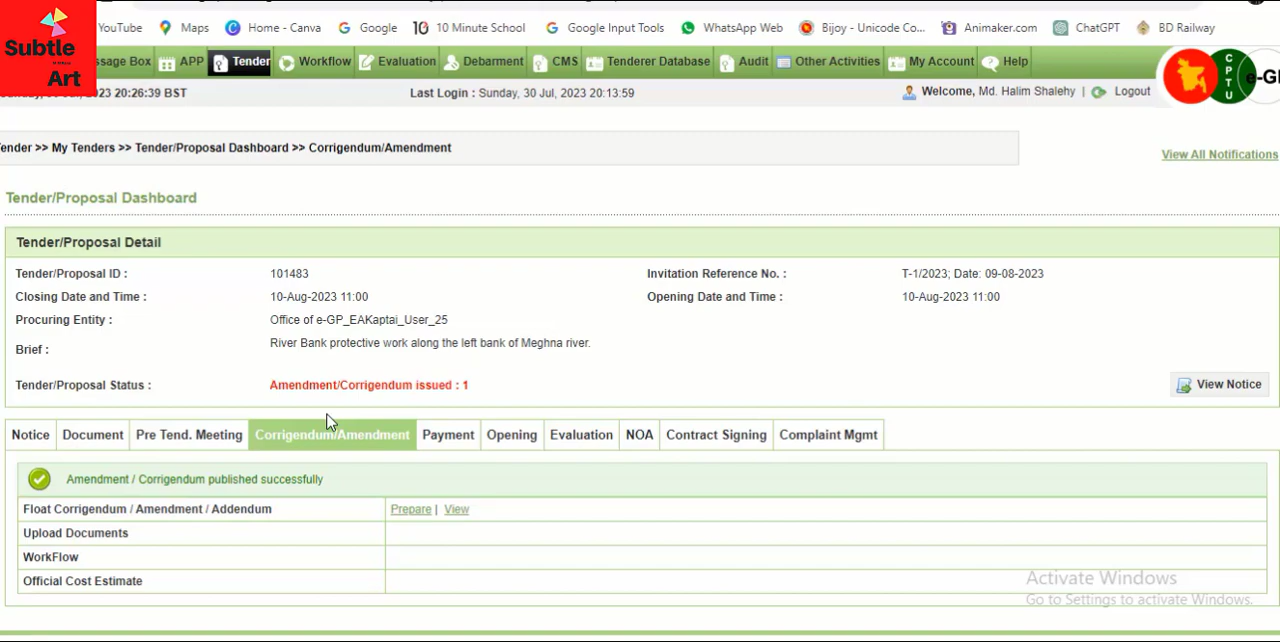 YouTube Maps Home - Canva Google 10 Minute School Google Input Tools WhatsApp Web Bijoy - Unicode Co... Animaker.com ChatGPT BD Railway
Subtle
Art
ssage Box APP Tender Workflow Evaluation Debarment CMS Tenderer Database Audit Other Activities My Account Help
CPTU e-GP
2023 20:26:39 BST Last Login : Sunday, 30 Jul, 2023 20:13:59 Welcome, Md. Halim Shalehy | Logout
ender >> My Tenders >> Tender/Proposal Dashboard >> Corrigendum/Amendment
View All Notifications
Tender/Proposal Dashboard
Tender/Proposal Detail
Tender/Proposal ID : 101483 Invitation Reference No. : T-1/2023; Date: 09-08-2023
Closing Date and Time : 10-Aug-2023 11:00 Opening Date and Time : 10-Aug-2023 11:00
Procuring Entity : Office of e-GP_EAKaptai_User_25
Brief : River Bank protective work along the left bank of Meghna river.
Tender/Proposal Status : Amendment/Corrigendum issued : 1 View Notice
Notice Document Pre Tend. Meeting Corrigendum/Amendment Payment Opening Evaluation NOA Contract Signing Complaint Mgmt
Amendment / Corrigendum published successfully
Float Corrigendum / Amendment / Addendum Prepare | View
Upload Documents
WorkFlow
Official Cost Estimate
Activate Windows
Go to Settings to activate Windows.